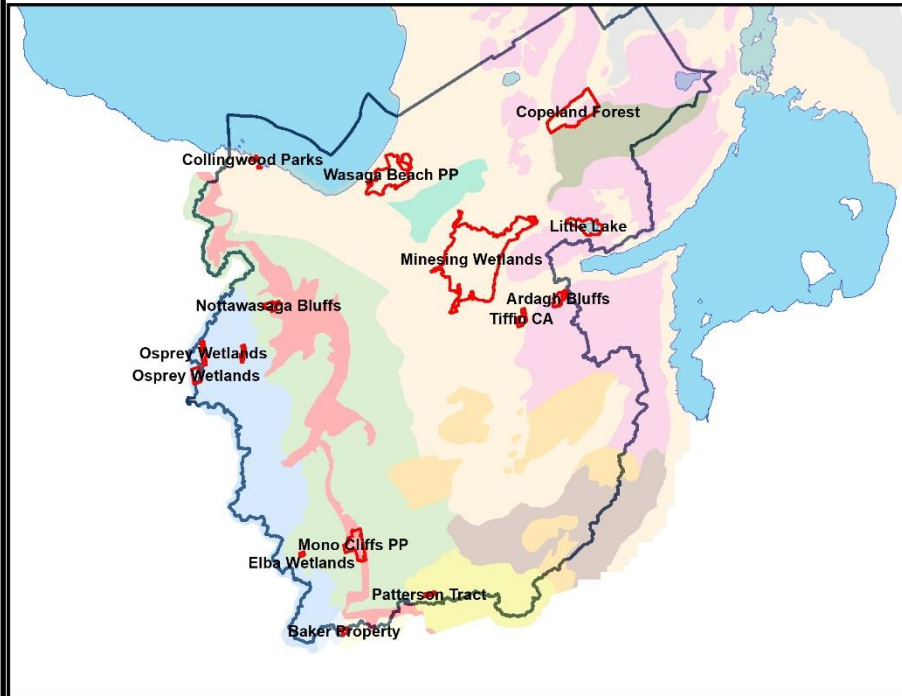 Copeland Forest
Collingwood Parks
Wasaga Beach PP
Little Lake
Minesing Wetlands
Ardagh Bluffs
Nottawasaga Bluffs
Tiffin CA
Osprey Wetlands
Osprey Wetlands
Mono Cliffs PP
Elba Wetlands
Patterson Tract
Baker Property